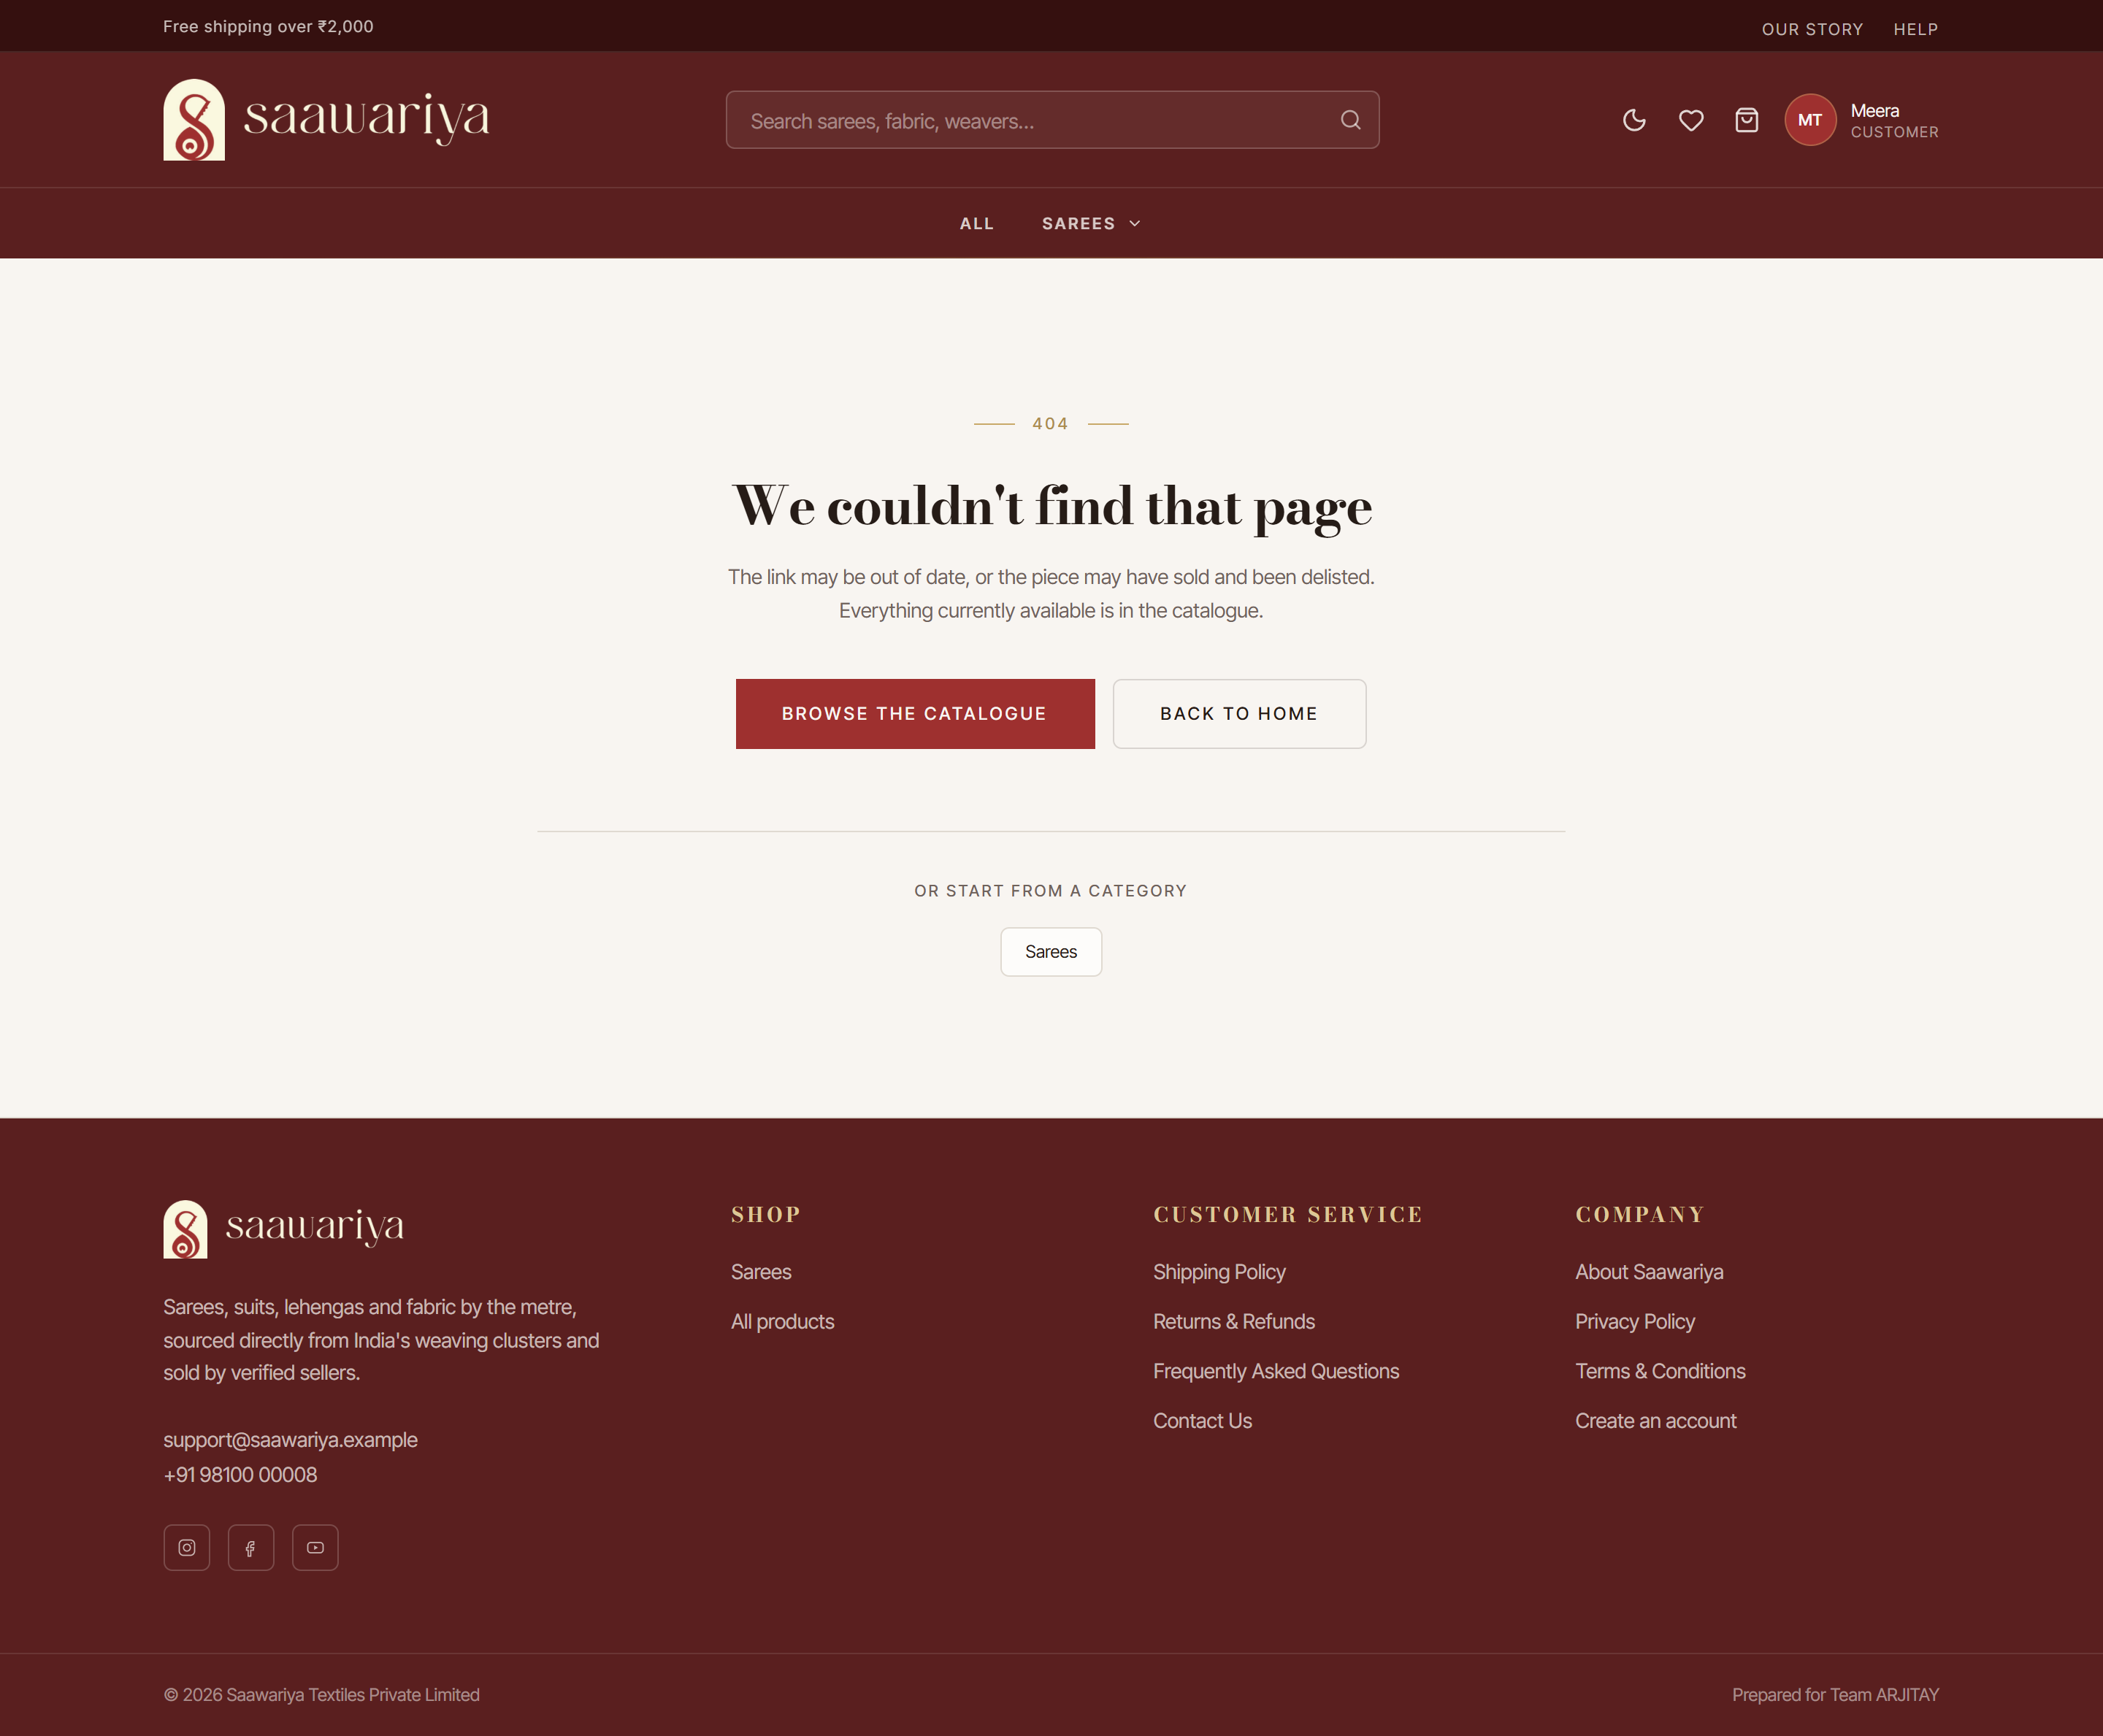 Free shipping over ₹2,000
OUR STORY HELP
saawariya
Search sarees, fabric, weavers...
MT
Meera
CUSTOMER
ALL SAREES
404
We couldn't find that page
The link may be out of date, or the piece may have sold and been delisted.
Everything currently available is in the catalogue.
BROWSE THE CATALOGUE
BACK TO HOME
OR START FROM A CATEGORY
Sarees
saawariya
Sarees, suits, lehengas and fabric by the metre,
sourced directly from India's weaving clusters and
sold by verified sellers.
support@saawariya.example
+91 98100 00008
SHOP
Sarees
All products
CUSTOMER SERVICE
Shipping Policy
Returns & Refunds
Frequently Asked Questions
Contact Us
COMPANY
About Saawariya
Privacy Policy
Terms & Conditions
Create an account
© 2026 Saawariya Textiles Private Limited
Prepared for Team ARJITAY